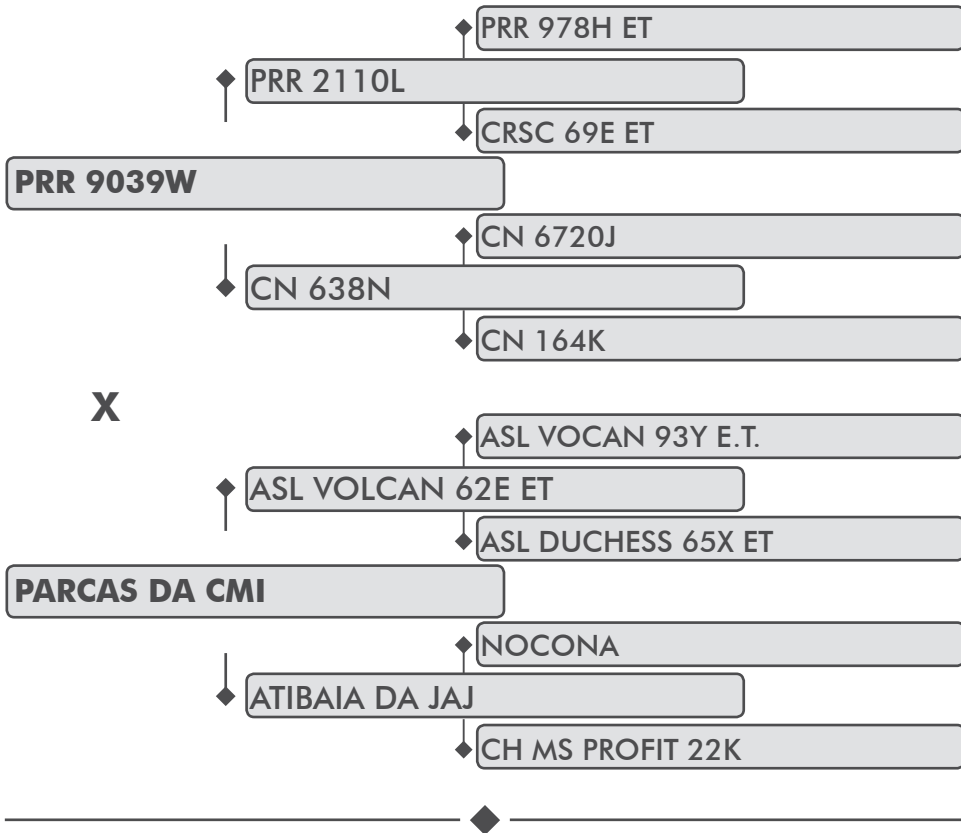 PRR 978H ET
PRR 2110L
CRSC 69E ET
PRR 9039W
CN 6720J
CN 638N
CN 164K
X
ASL VOCAN 93Y E.T.
ASL VOLCAN 62E ET
ASL DUCHESS 65X ET
PARCAS DA CMI
NOCONA
ATIBAIA DA JAJ
CH MS PROFIT 22K